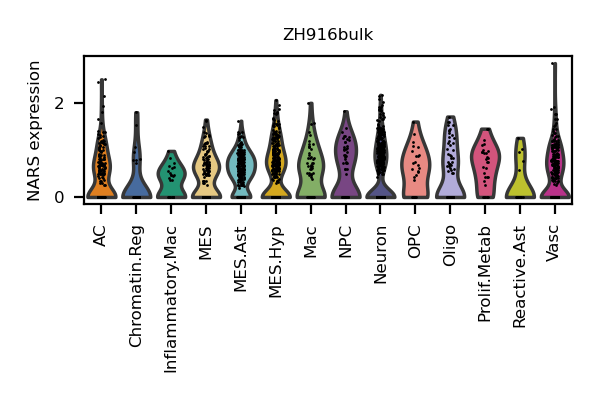 ZH916bulk
NARS expression
2
0
AC
Chromatin.Reg
Inflammatory.Mac
MES
MES.Ast
MES.Hyp
Mac
NPC
Neuron
OPC
Oligo
Prolif.Metab
Reactive.Ast
Vasc